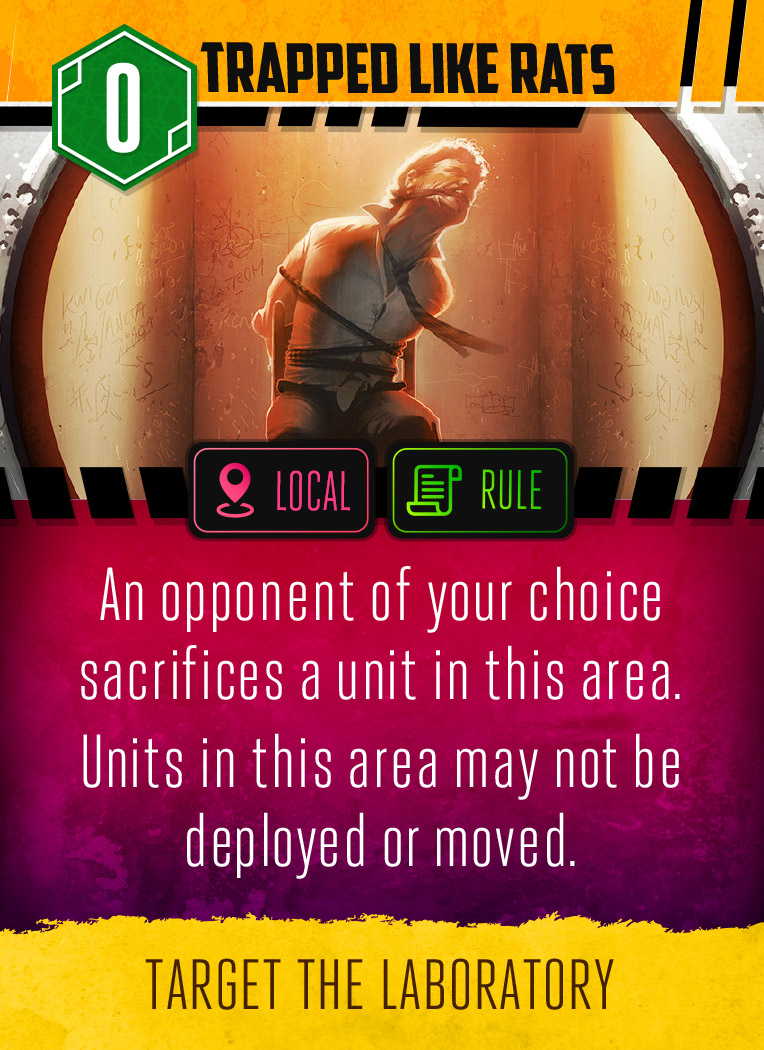 0
TRAPPED LIKE RATS
LOCAL
RULE
An opponent of your choice
sacrifices a unit in this area.
Units in this area may not be
deployed or moved.
TARGET THE LABORATORY